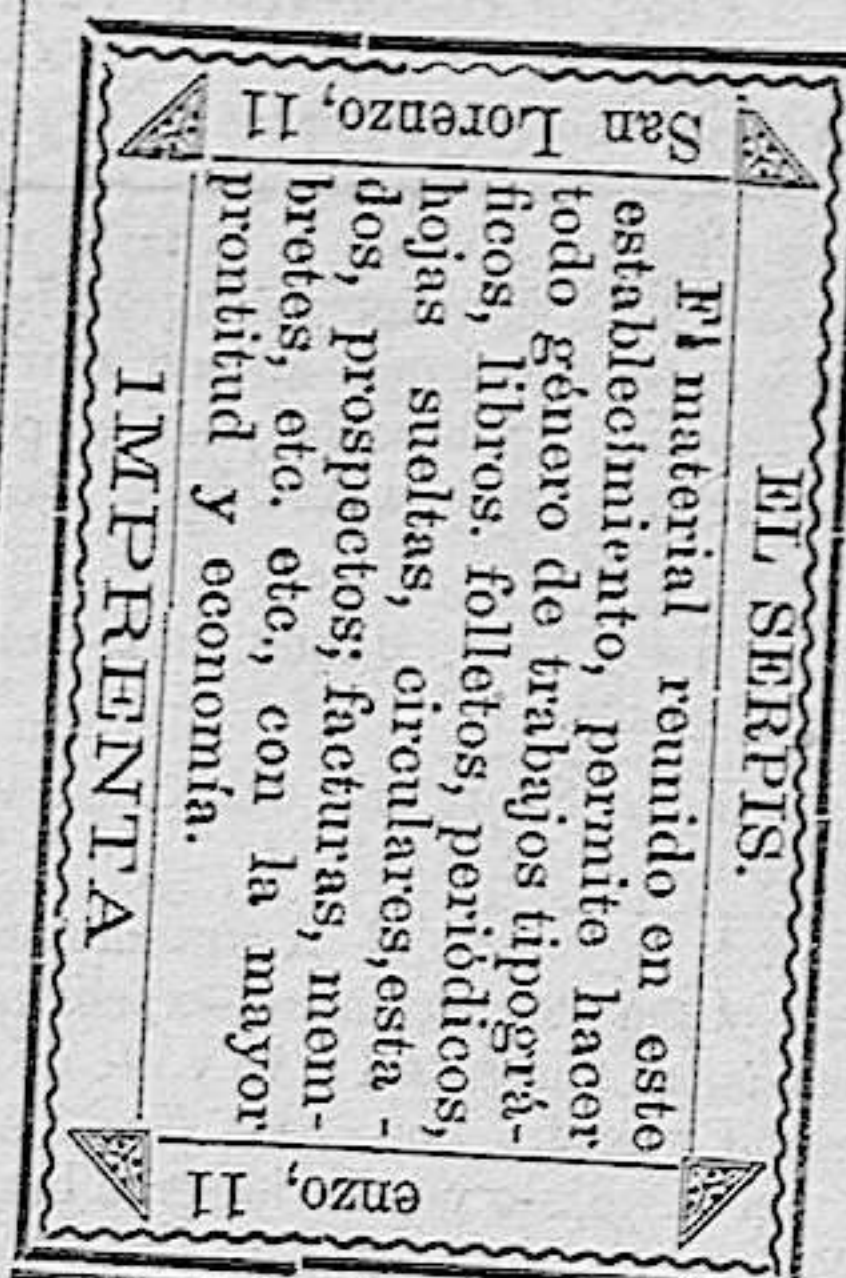 EL SERPIS.
San Lorenzo, 11
El material reunido en este
establecimiento, permite hacer
todo género de trabajos tipográ-
ficos, libros. folletos, periódicos,
hojas sueltas, circulares,esta -
dos, prospectos; facturas, mem-
bretes, etc. etc., con la mayor
prontitud y economía.
enzo, 11
IMPRENTA